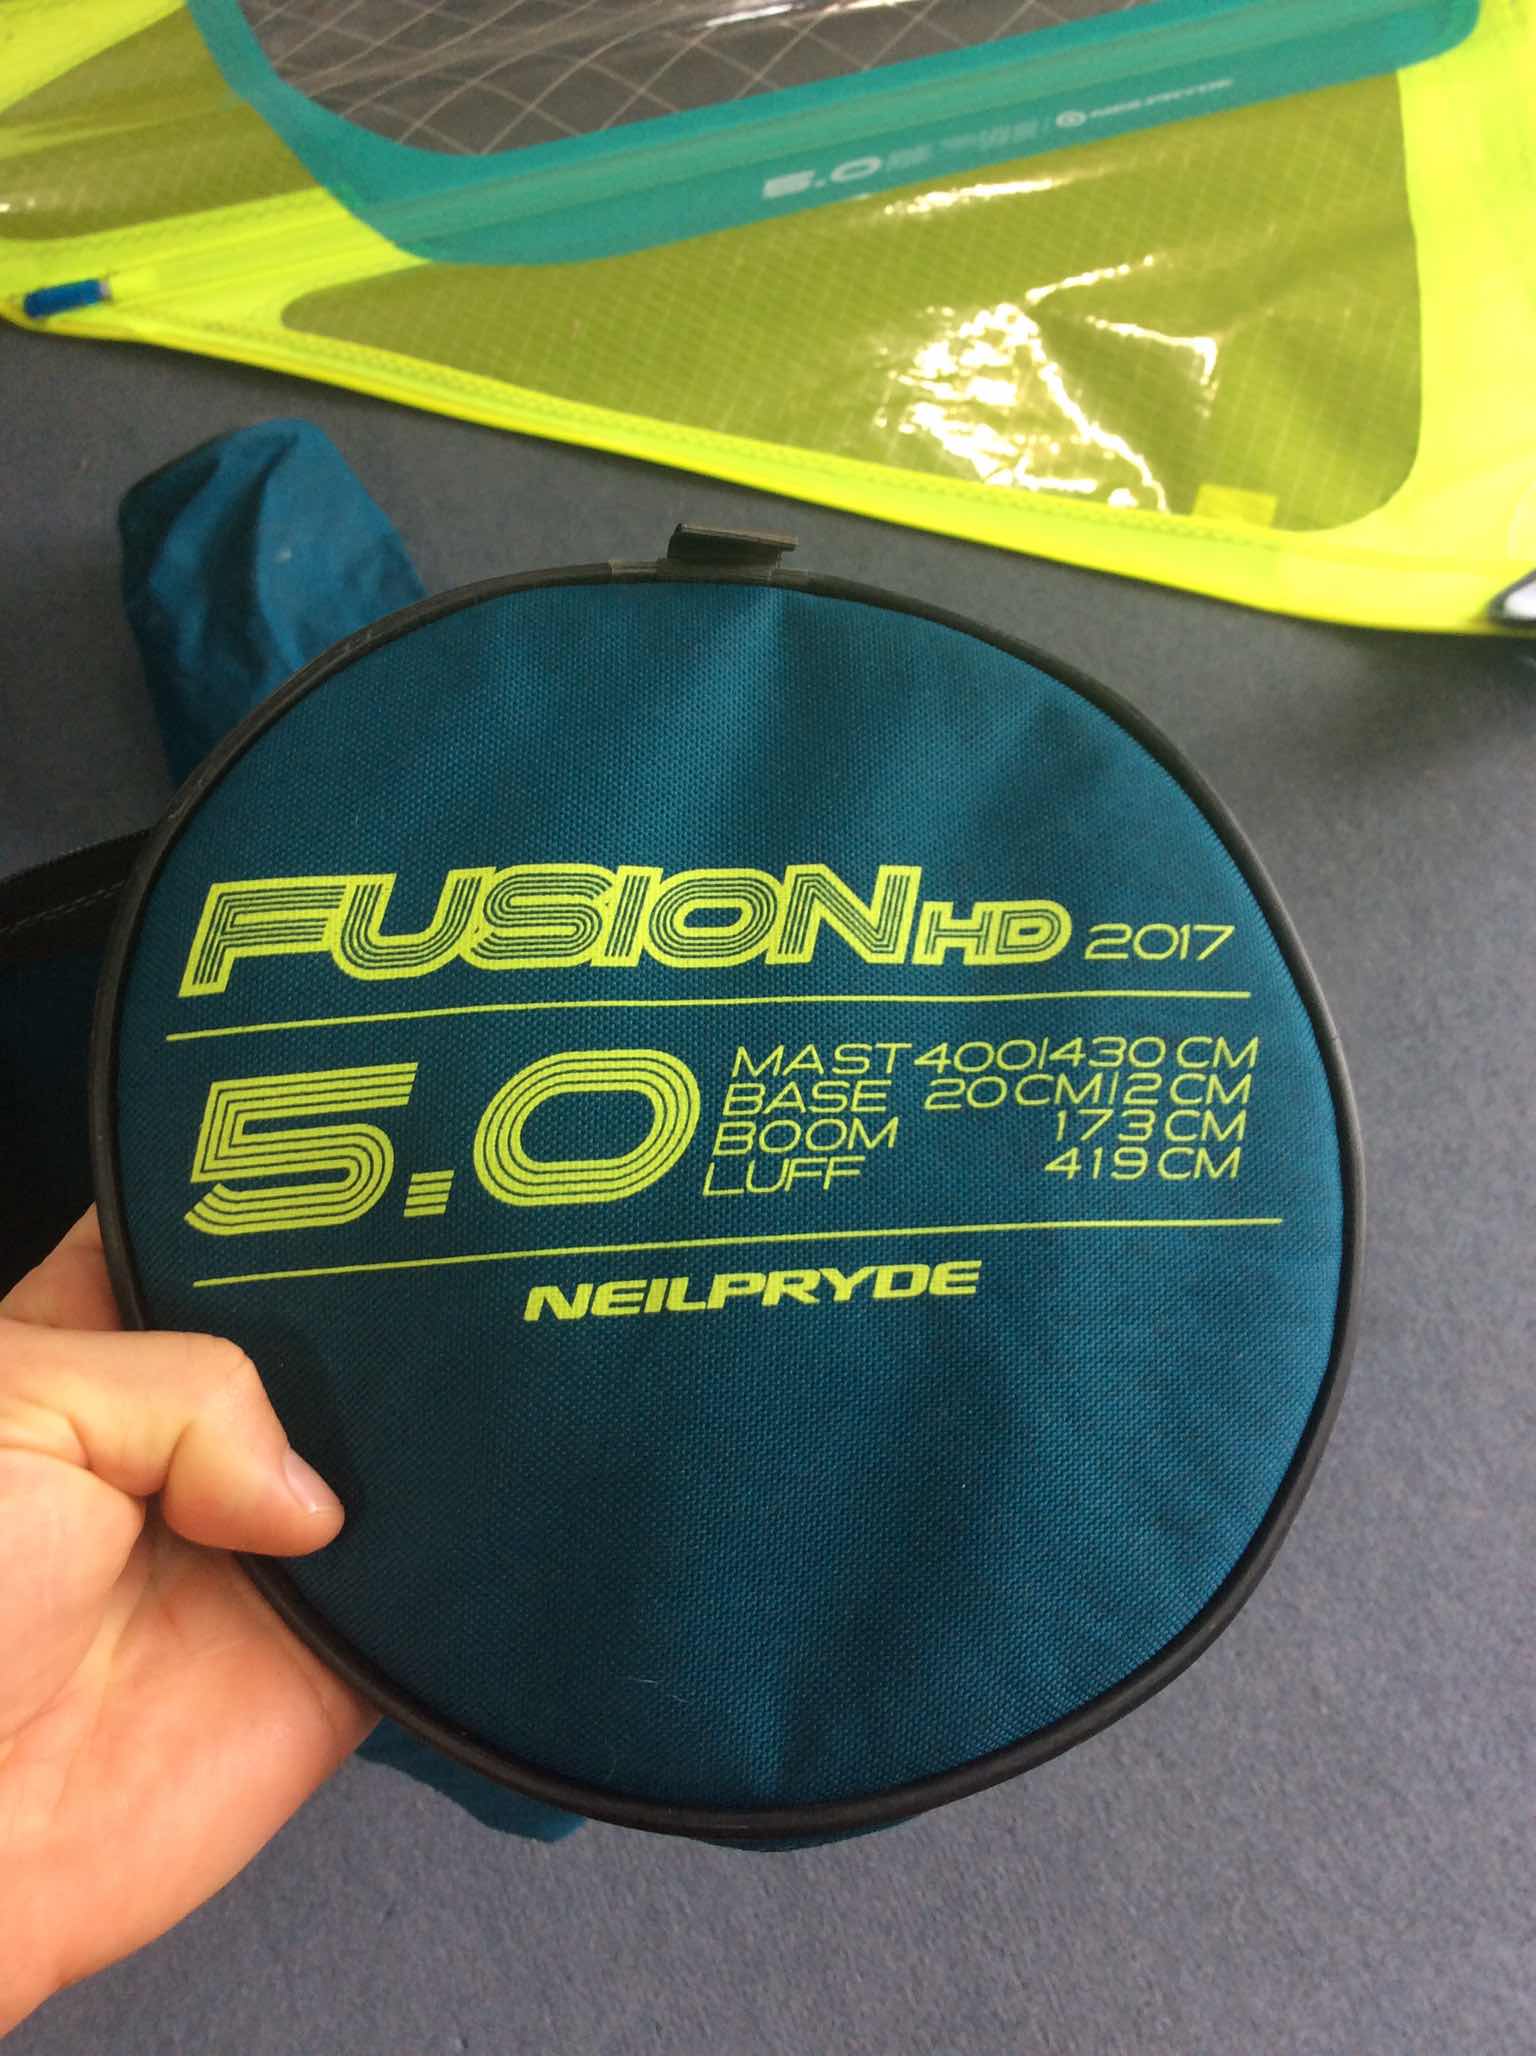 5.0
NEILPRYDE
FUSION HD 2017
5.0
MAST 400|430 CM
BASE 20 CM|2 CM
BOOM 173 CM
LUFF 419 CM
NEILPRYDE